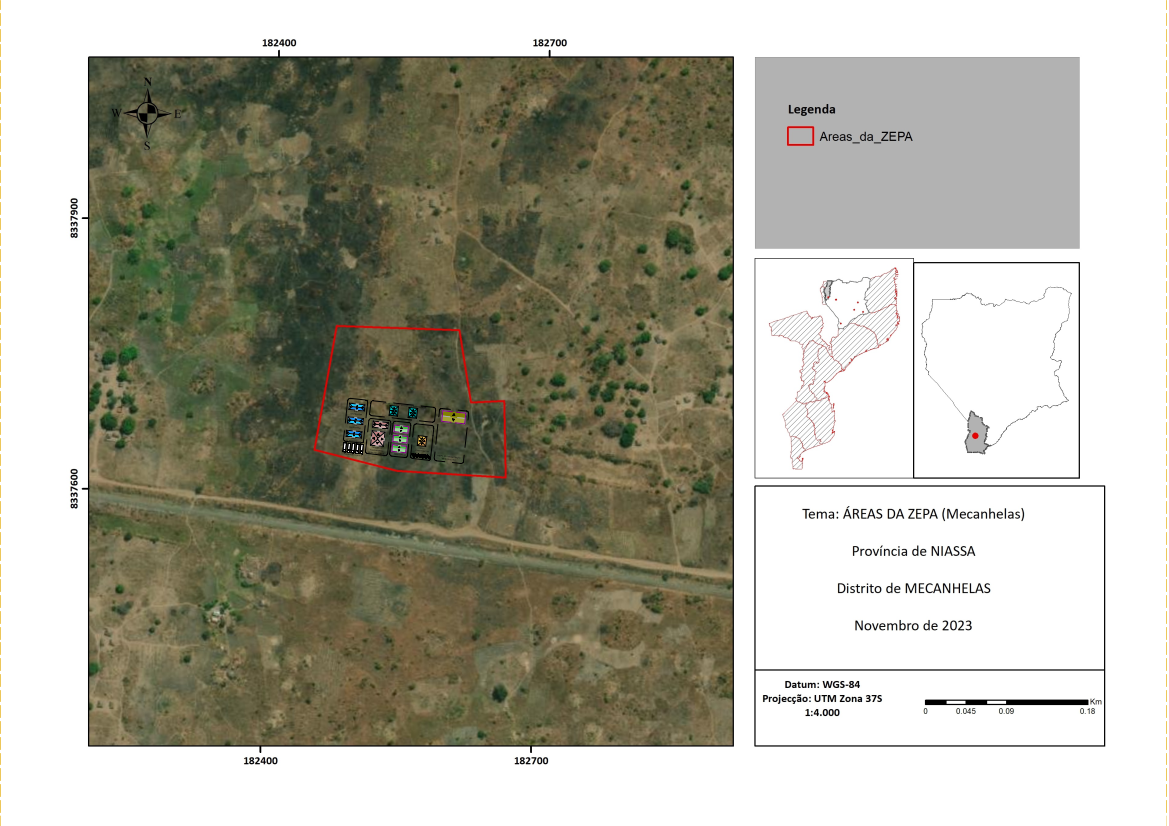 182400
182700
N
W
E
S
8337900
8337600
182400
182700
Legenda
Areas_da_ZEPA
Tema: ÁREAS DA ZEPA (Mecanhelas)
Província de NIASSA
Distrito de MECANHELAS
Novembro de 2023
Datum: WGS-84
Projecção: UTM Zona 37S
1:4.000
Km
0 0.045 0.09 0.18